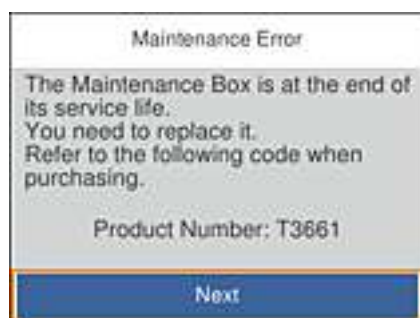 Maintenance Error
The Maintenance Box is at the end of
its service life.
You need to replace it.
Refer to the following code when
purchasing.
Product Number: T3661
Next